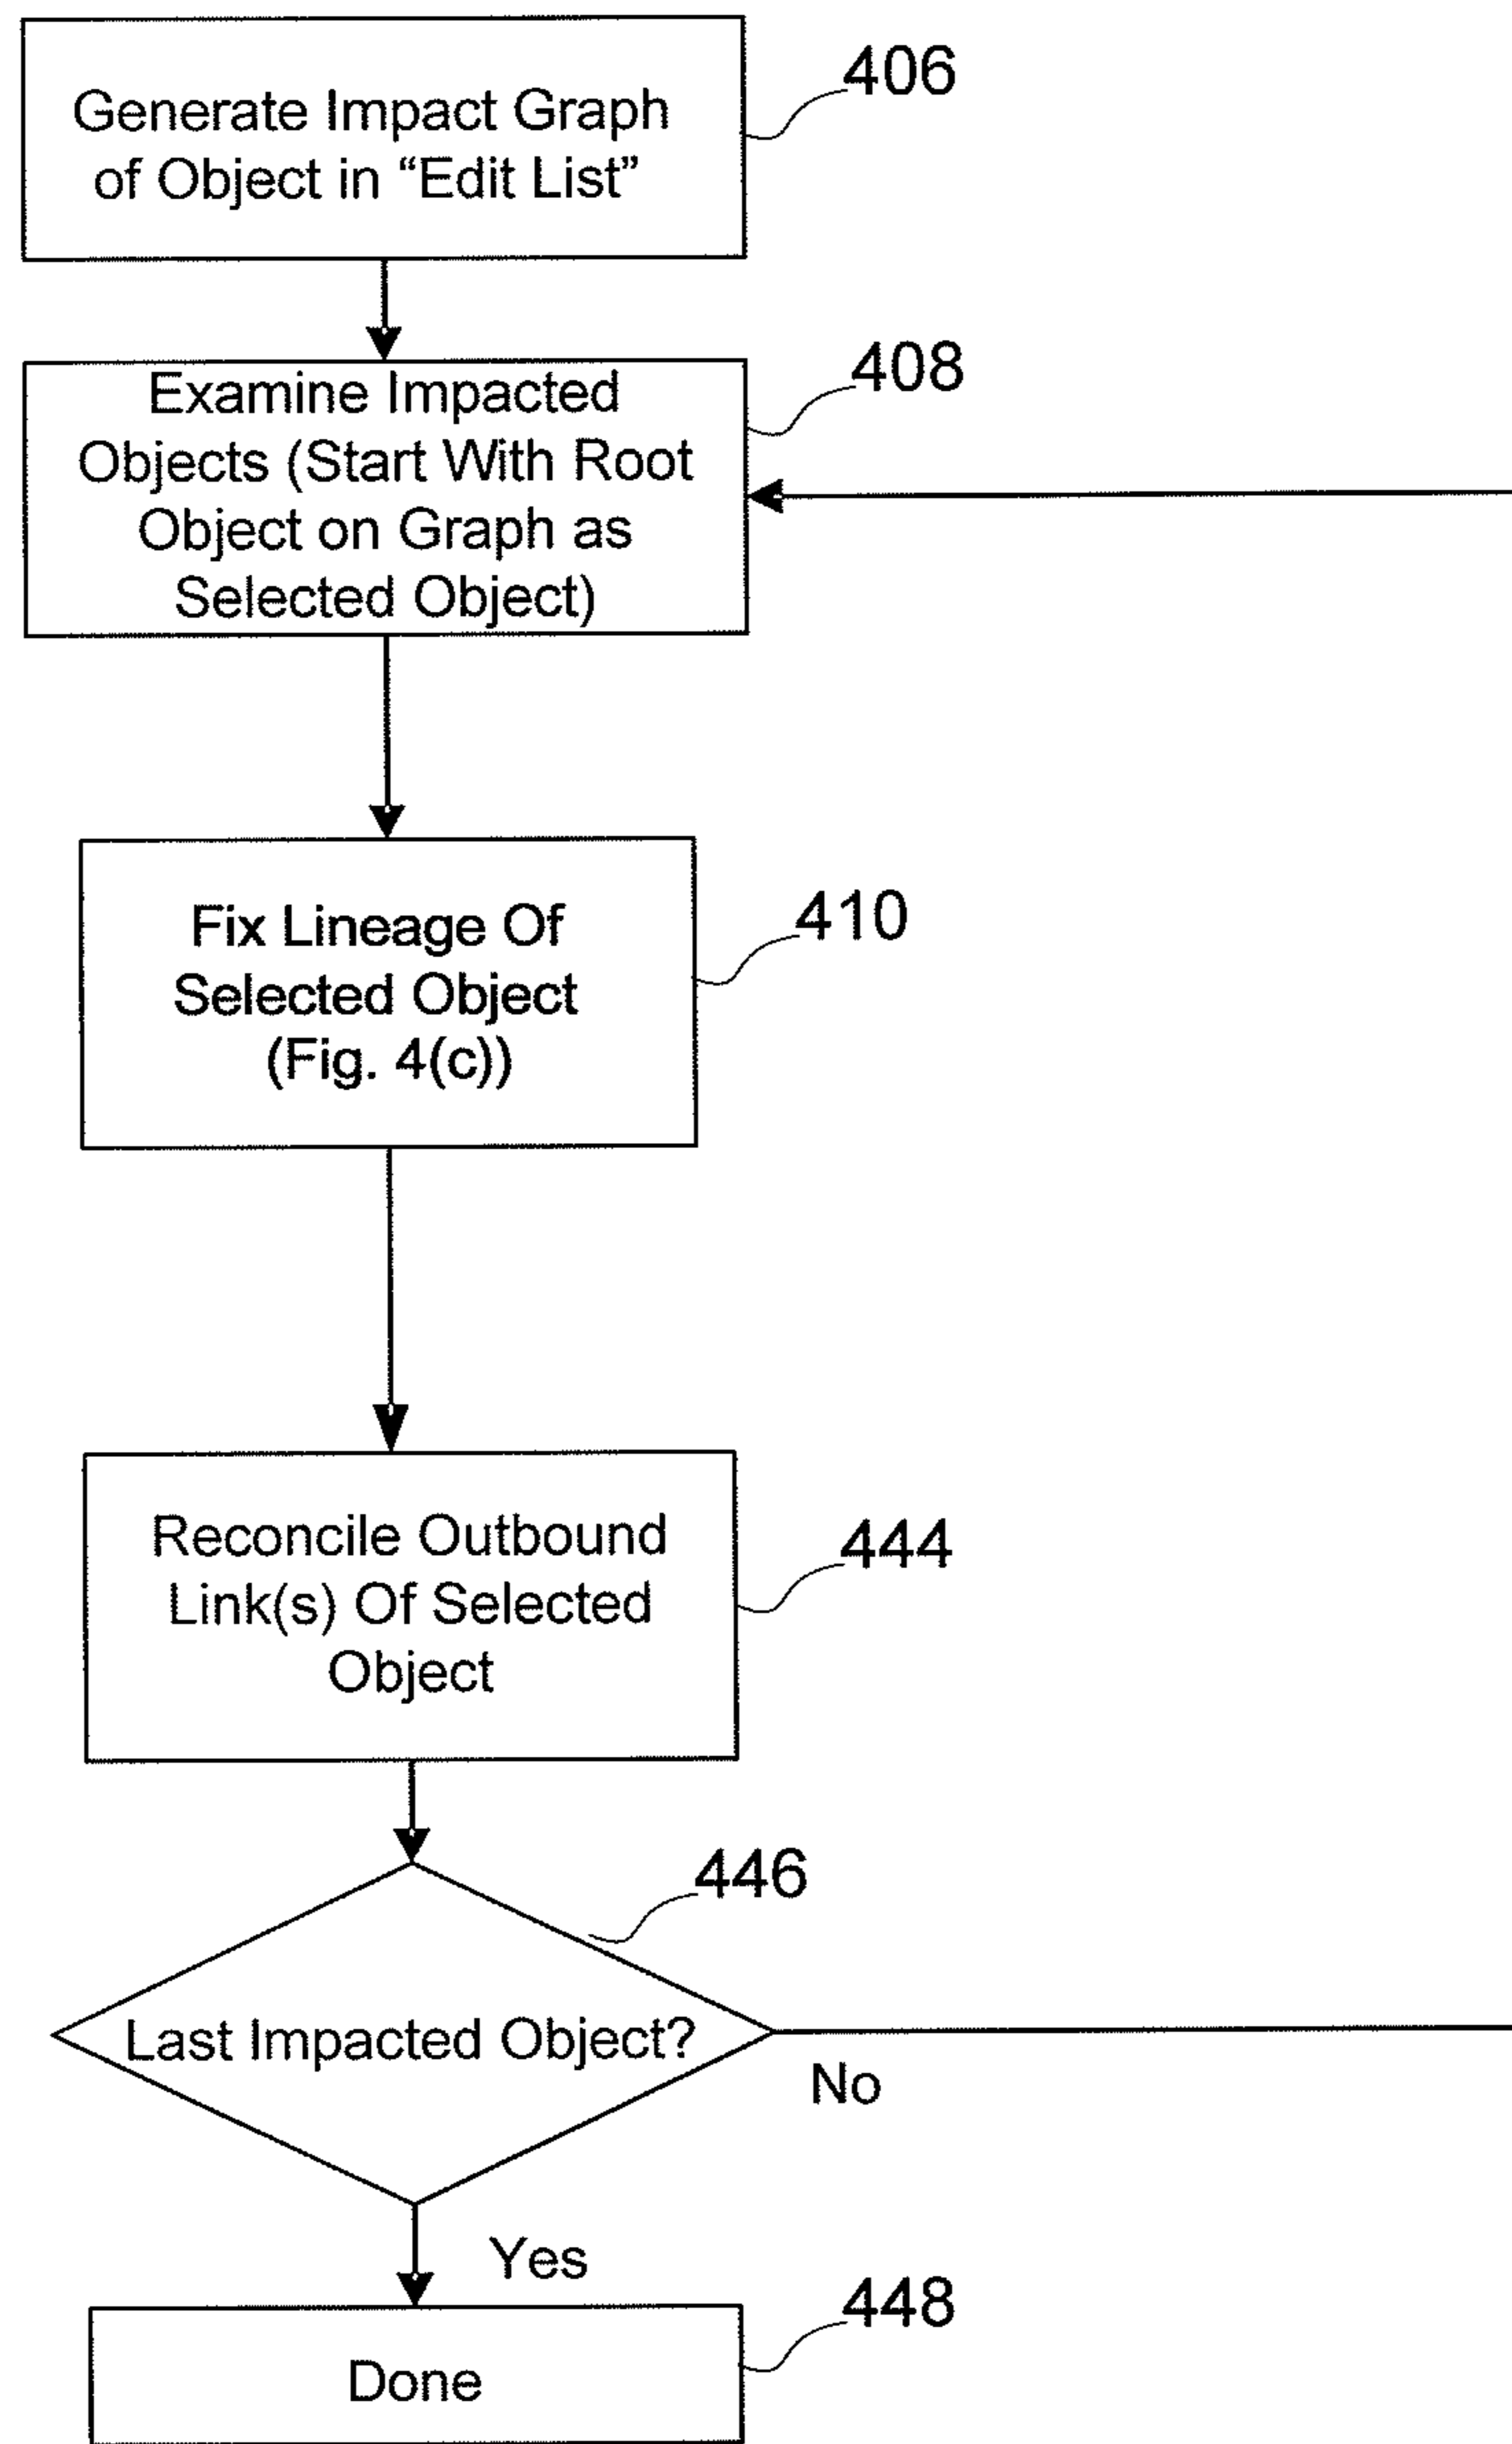 Generate Impact Graph
of Object in “Edit List”
406
Examine Impacted
Objects (Start With Root
Object on Graph as
Selected Object)
408
Fix Lineage Of
Selected Object
(Fig. 4(c))
410
Reconcile Outbound
Link(s) Of Selected
Object
444
446
Last Impacted Object?
No
Yes
448
Done